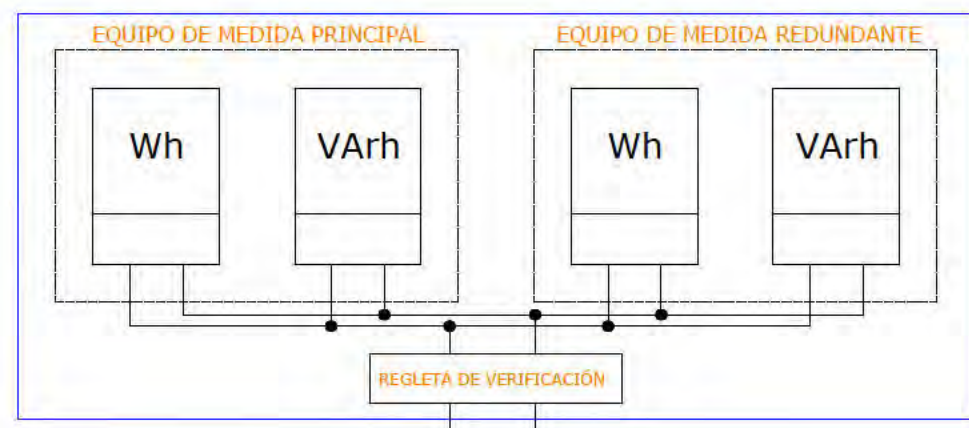 EQUIPO DE MEDIDA PRINCIPAL
EQUIPO DE MEDIDA REDUNDANTE
Wh
VArh
Wh
VArh
REGLETA DE VERIFICACIÓN